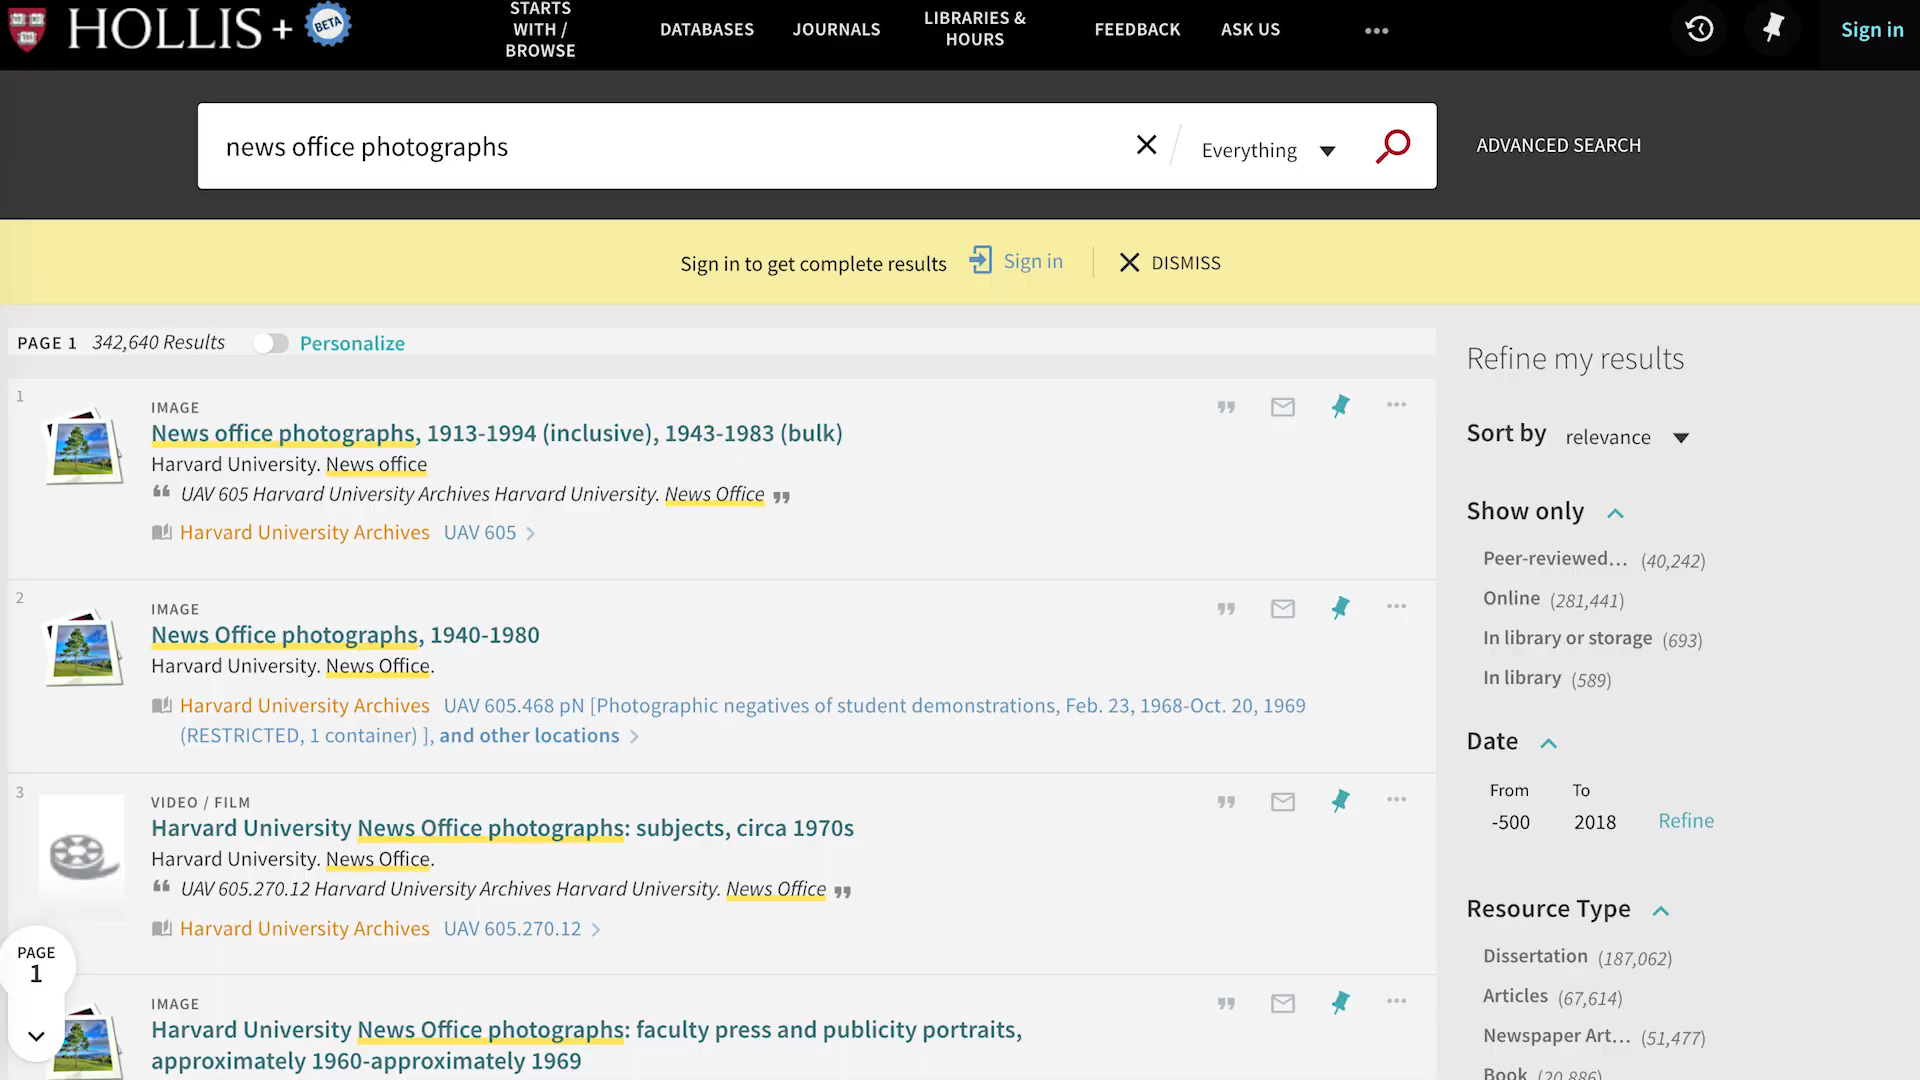 HOLLIS + BETA
STARTS
WITH /
BROWSE
DATABASES
JOURNALS
LIBRARIES &
HOURS
FEEDBACK
ASK US
Sign in
news office photographs
Everything
ADVANCED SEARCH
Sign in to get complete results
Sign in
DISMISS
PAGE 1 342,640 Results Personalize
1
IMAGE
News office photographs, 1913-1994 (inclusive), 1943-1983 (bulk)
Harvard University. News office
“ UAV 605 Harvard University Archives Harvard University. News Office ”
Harvard University Archives UAV 605 >
2
IMAGE
News Office photographs, 1940-1980
Harvard University. News Office.
Harvard University Archives UAV 605.468 pN [Photographic negatives of student demonstrations, Feb. 23, 1968-Oct. 20, 1969
(RESTRICTED, 1 container) ], and other locations >
3
VIDEO / FILM
Harvard University News Office photographs: subjects, circa 1970s
Harvard University. News Office.
“ UAV 605.270.12 Harvard University Archives Harvard University. News Office ”
Harvard University Archives UAV 605.270.12 >
PAGE
1
IMAGE
Harvard University News Office photographs: faculty press and publicity portraits,
approximately 1960-approximately 1969
Refine my results
Sort by relevance
Show only
Peer-reviewed... (40,242)
Online (281,441)
In library or storage (693)
In library (589)
Date
From To
-500 2018 Refine
Resource Type
Dissertation (187,062)
Articles (67,614)
Newspaper Art... (51,477)
Book (20,886)